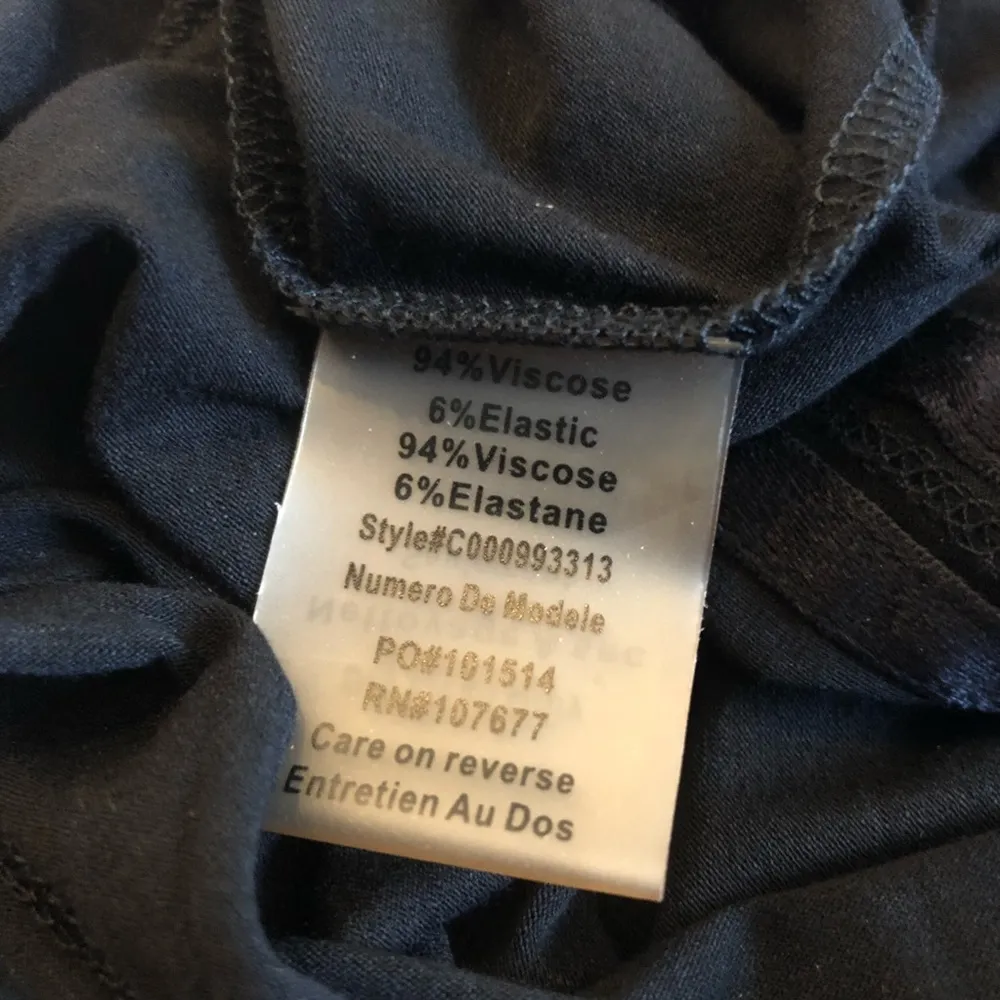 94%Viscose
6%Elastic
94%Viscose
6%Elastane
Style#C000993313
Numero De Modele
PO#101514
RN#107677
Care on reverse
Entretien Au Dos